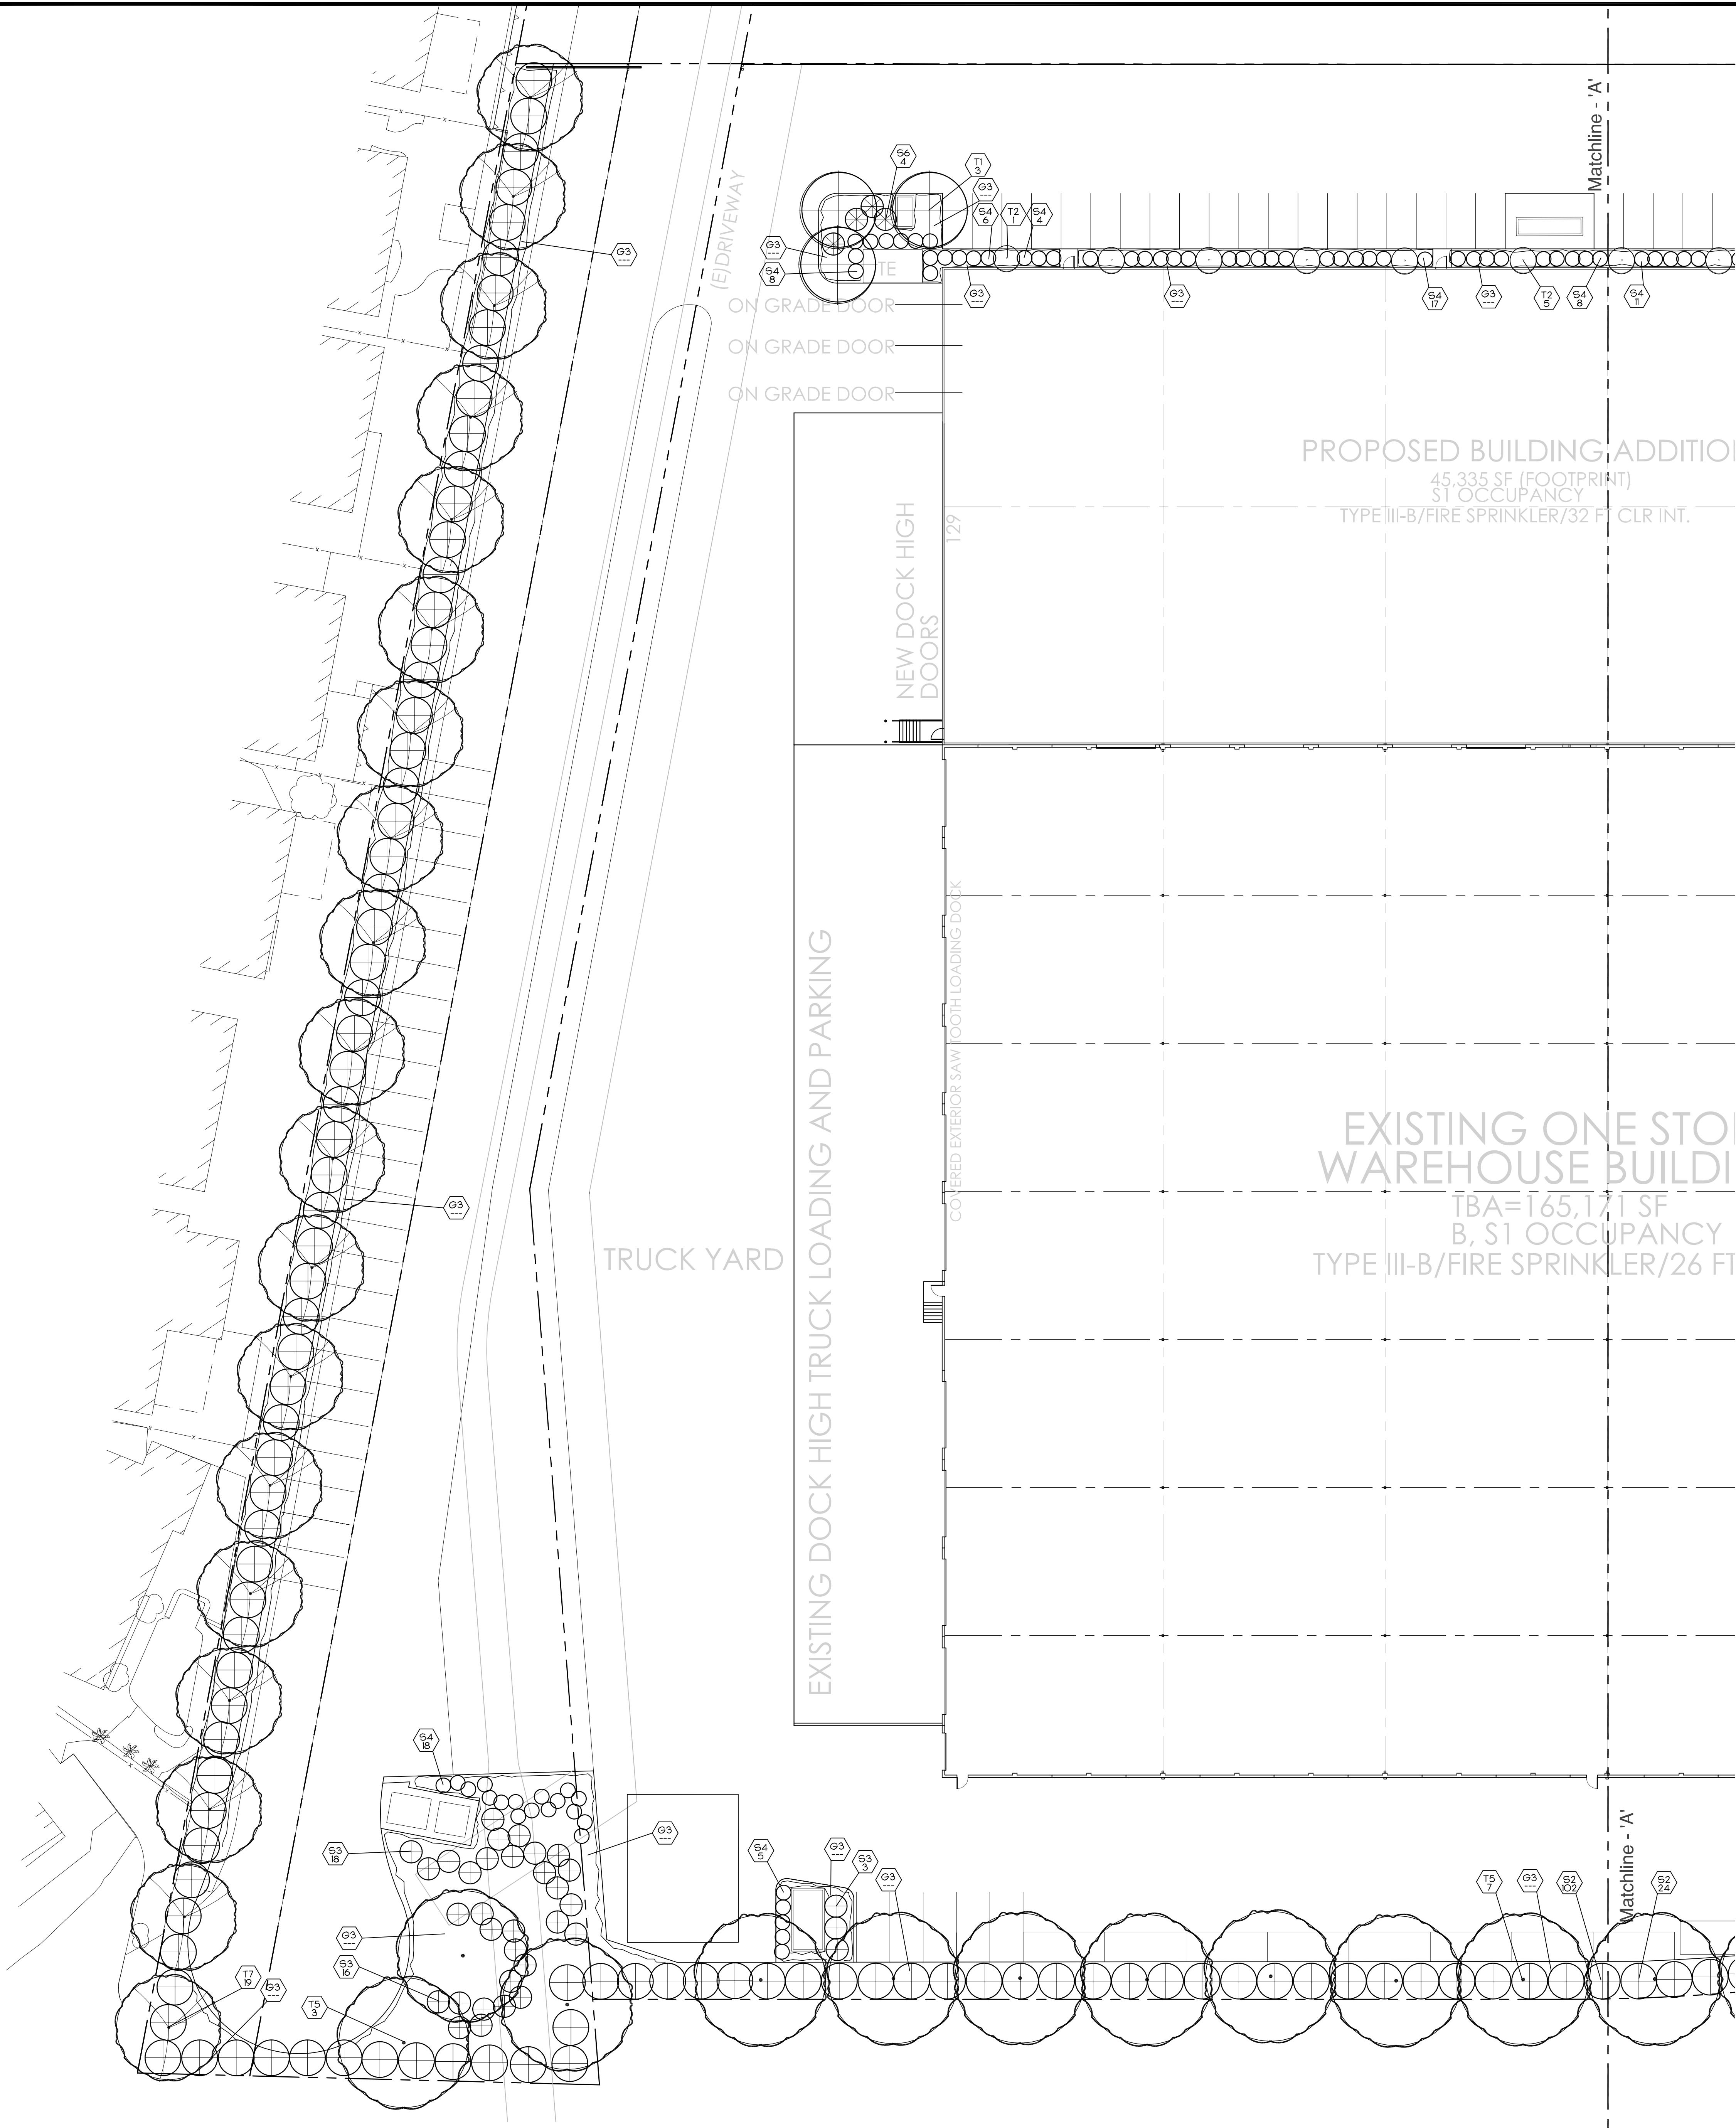 Matchline - 'A'
(E)DRIVEWAY
S6
4
T1
3
G3
---
S4
6
T2
1
S4
4
G3
---
G3
---
S4
8
TE
G3
---
G3
---
S4
17
G3
---
T2
5
S4
8
S4
11
ON GRADE DOOR
ON GRADE DOOR
ON GRADE DOOR
PROPOSED BUILDING ADDITIO
45,335 SF (FOOTPRINT)
S1 OCCUPANCY
TYPE III-B/FIRE SPRINKLER/32 FT CLR INT.
NEW DOCK HIGH
DOORS
129
COVERED EXTERIOR SAW TOOTH LOADING DOCK
EXISTING DOCK HIGH TRUCK LOADING AND PARKING
EXISTING ONE STO
WAREHOUSE BUILDI
TBA=165,171 SF
B, S1 OCCUPANCY
TYPE III-B/FIRE SPRINKLER/26 FT
G3
---
TRUCK YARD
S4
18
S3
18
G3
---
S4
5
G3
---
S3
3
G3
---
T5
7
G3
---
S2
102
S2
24
Matchline - 'A'
G3
---
S3
16
T7
19
G3
---
T5
3